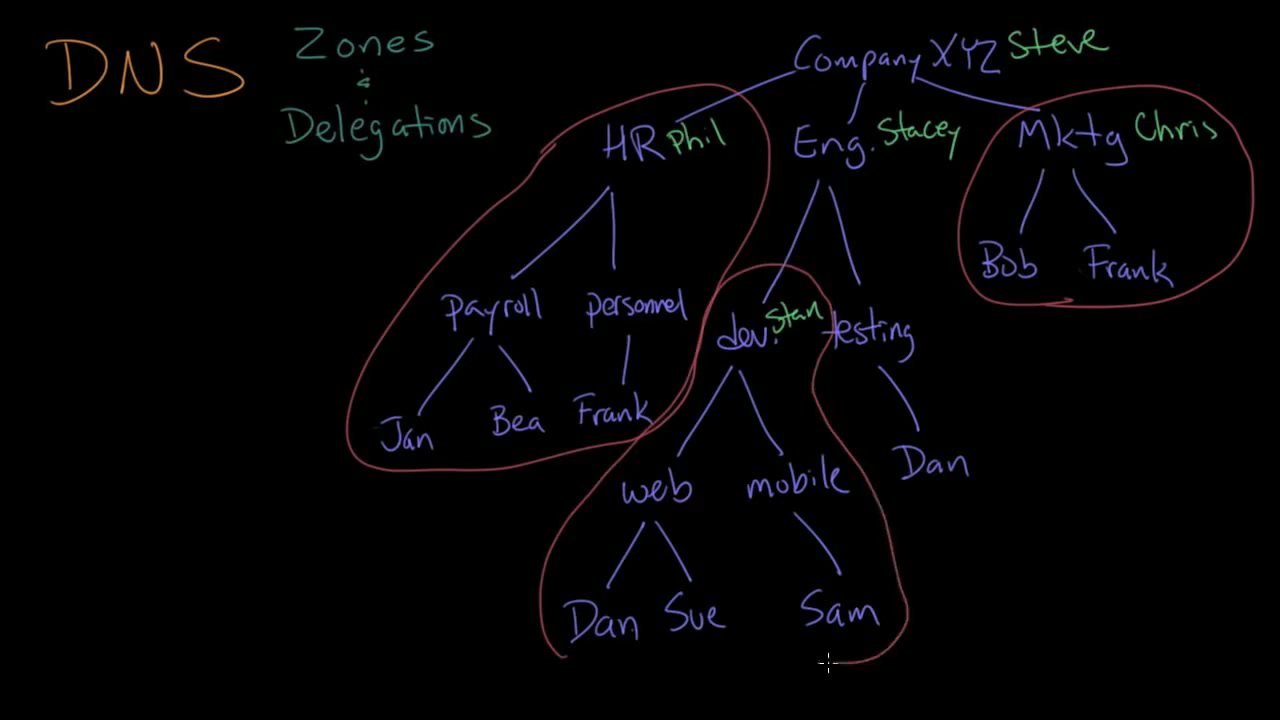 DNS
Zones
&
Delegations
Company XYZ Steve
HR Phil
Eng. Stacey
Mktg Chris
Bob Frank
payroll personnel
dev. Stan testing
Jan Bea Frank
Dan
web mobile
Dan Sue Sam